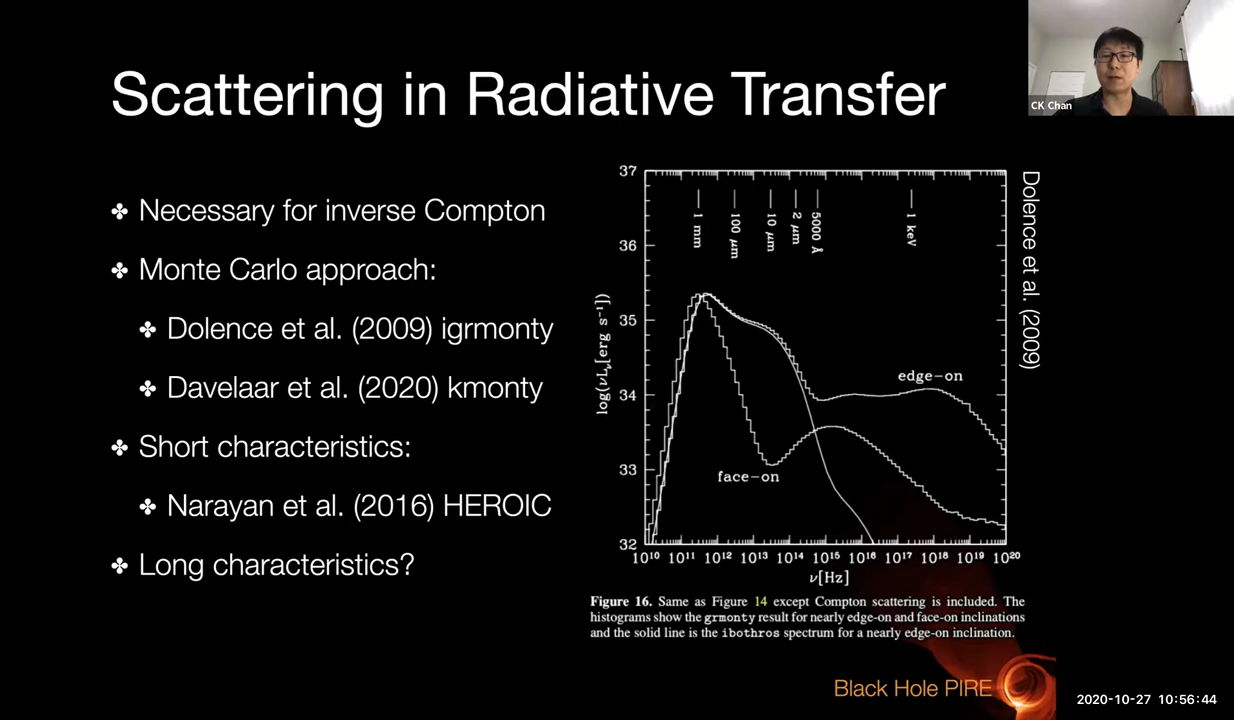 Scattering in Radiative Transfer
CK Chan
✤ Necessary for inverse Compton
✤ Monte Carlo approach:
✤ Dolence et al. (2009) igrmonty
✤ Davelaar et al. (2020) kmonty
✤ Short characteristics:
✤ Narayan et al. (2016) HEROIC
✤ Long characteristics?
37
36
35
34
33
32
log(νLν[erg s⁻¹])
1 mm
100 μm
10 μm
2 μm
5000 Å
1 keV
edge-on
face-on
10¹⁰ 10¹¹ 10¹² 10¹³ 10¹⁴ 10¹⁵ 10¹⁶ 10¹⁷ 10¹⁸ 10¹⁹ 10²⁰
ν[Hz]
Dolence et al. (2009)
Figure 16. Same as Figure 14 except Compton scattering is included. The
histograms show the grmonty result for nearly edge-on and face-on inclinations
and the solid line is the ibothros spectrum for a nearly edge-on inclination.
Black Hole PIRE
2020-10-27 10:56:44